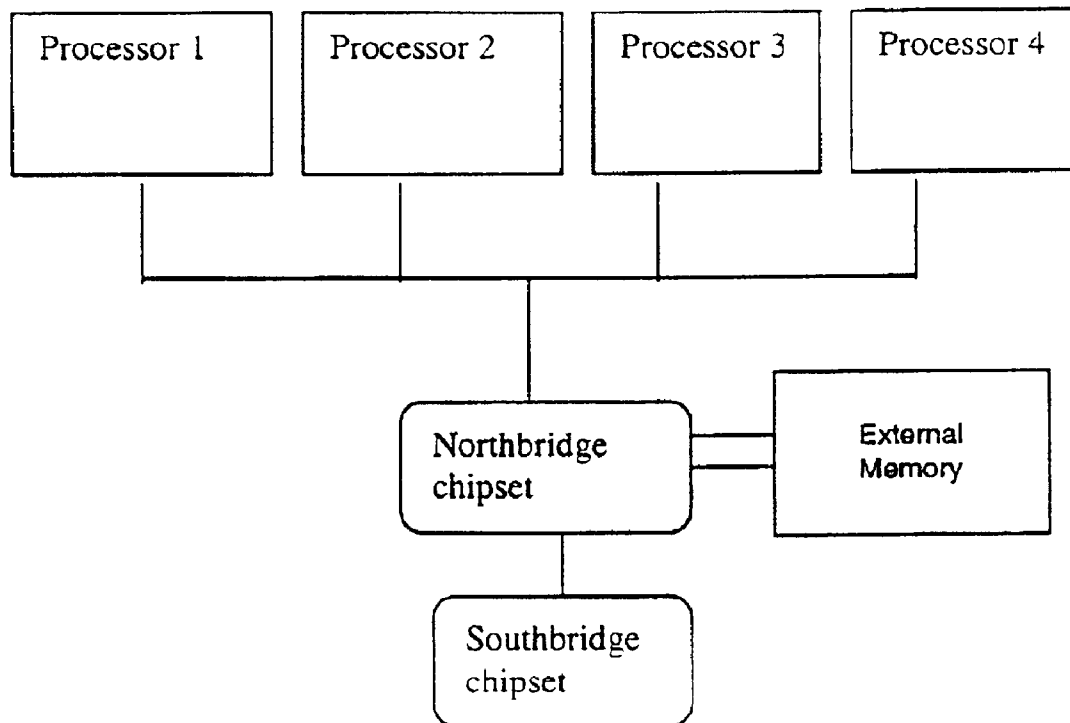 Processor 1
Processor 2
Processor 3
Processor 4
Northbridge
chipset
External
Memory
Southbridge
chipset